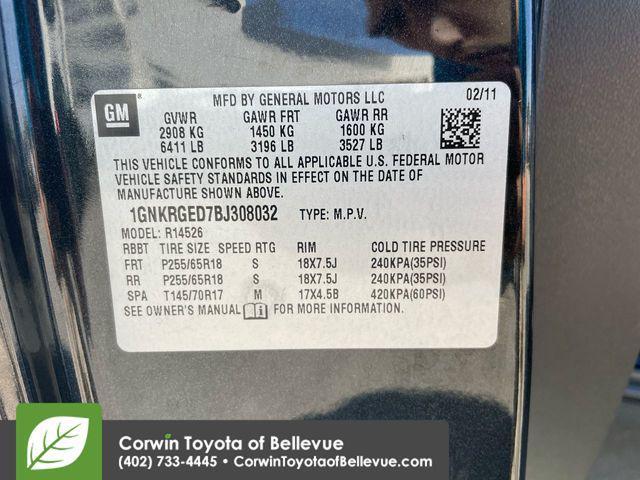 GM
MFD BY GENERAL MOTORS LLC 02/11
GVWR GAWR FRT GAWR RR
2908 KG 1450 KG 1600 KG
6411 LB 3196 LB 3527 LB
THIS VEHICLE CONFORMS TO ALL APPLICABLE U.S. FEDERAL MOTOR
VEHICLE SAFETY STANDARDS IN EFFECT ON THE DATE OF
MANUFACTURE SHOWN ABOVE.
1GNKRGED7BJ308032 TYPE: M.P.V.
MODEL: R14526
RBBT TIRE SIZE SPEED RTG RIM COLD TIRE PRESSURE
FRT P255/65R18 S 18X7.5J 240KPA(35PSI)
RR P255/65R18 S 18X7.5J 240KPA(35PSI)
SPA T145/70R17 M 17X4.5B 420KPA(60PSI)
SEE OWNER'S MANUAL FOR MORE INFORMATION.
Corwin Toyota of Bellevue
(402) 733-4445 • CorwinToyotaofBellevue.com